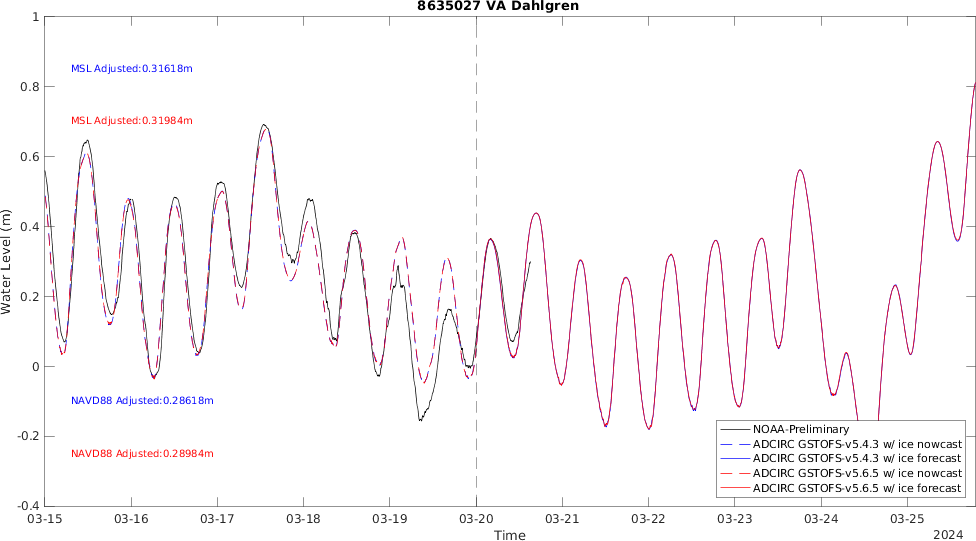 8635027 VA Dahlgren
Water Level (m)
1
0.8
0.6
0.4
0.2
0
-0.2
-0.4
MSL Adjusted:0.31618m
MSL Adjusted:0.31984m
NAVD88 Adjusted:0.28618m
NAVD88 Adjusted:0.28984m
NOAA-Preliminary
ADCIRC GSTOFS-v5.4.3 w/ ice nowcast
ADCIRC GSTOFS-v5.4.3 w/ ice forecast
ADCIRC GSTOFS-v5.6.5 w/ ice nowcast
ADCIRC GSTOFS-v5.6.5 w/ ice forecast
03-15 03-16 03-17 03-18 03-19 03-20 03-21 03-22 03-23 03-24 03-25
Time
2024